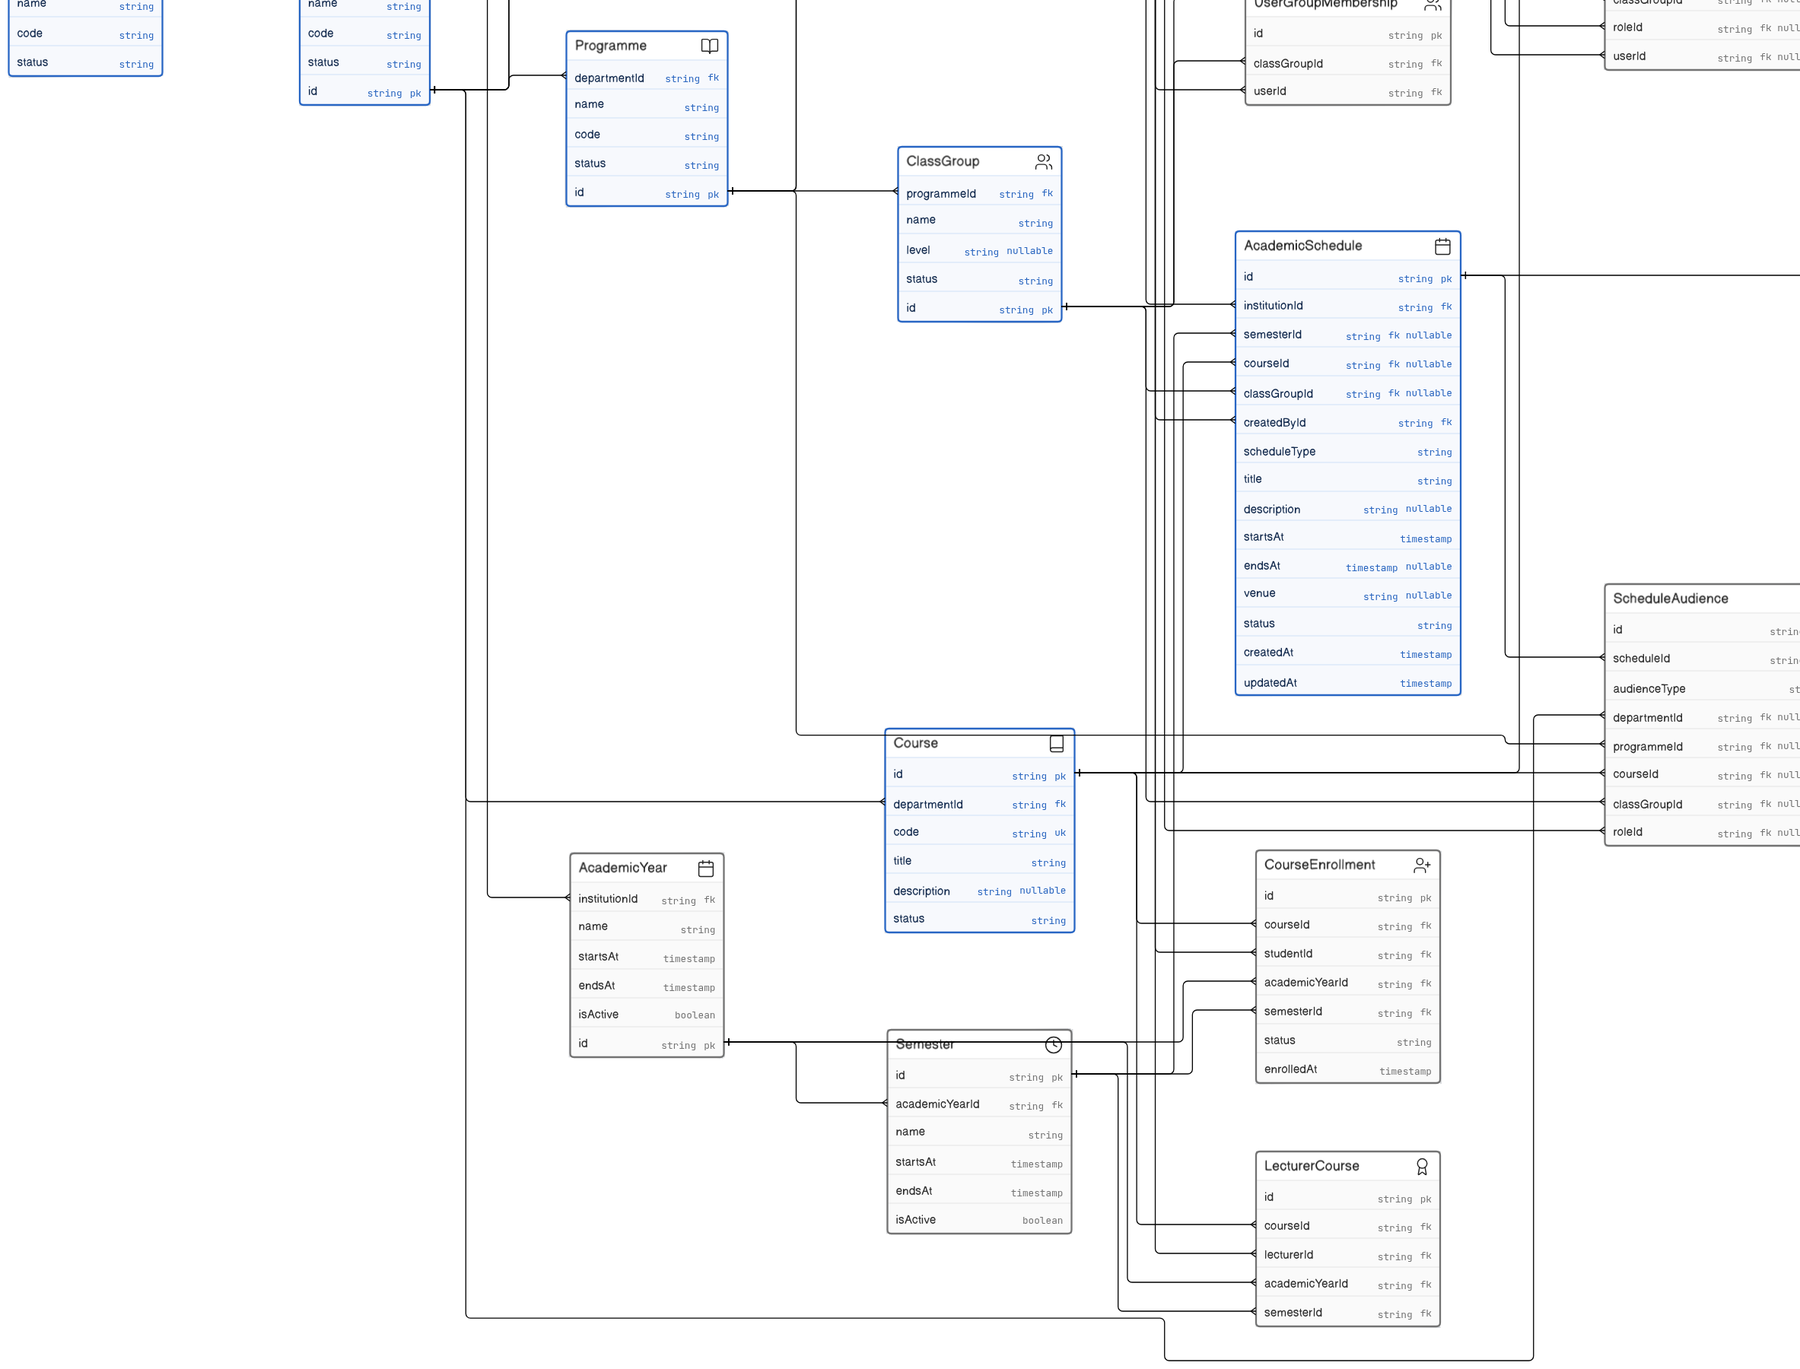 name string
code string
status string
name string
code string
status string
id string pk
Programme
departmentId string fk
name string
code string
status string
id string pk
ClassGroup
programmeId string fk
name string
level string nullable
status string
id string pk
UserGroupMembership
id string pk
classGroupId string fk
userId string fk
classGroupId string fk null
roleId string fk null
userId string fk null
AcademicSchedule
id string pk
institutionId string fk
semesterId string fk nullable
courseId string fk nullable
classGroupId string fk nullable
createdById string fk
scheduleType string
title string
description string nullable
startsAt timestamp
endsAt timestamp nullable
venue string nullable
status string
createdAt timestamp
updatedAt timestamp
ScheduleAudience
id string
scheduleId string
audienceType st
departmentId string fk null
programmeId string fk null
courseId string fk null
classGroupId string fk null
roleId string fk null
Course
id string pk
departmentId string fk
code string uk
title string
description string nullable
status string
AcademicYear
institutionId string fk
name string
startsAt timestamp
endsAt timestamp
isActive boolean
id string pk
Semester
id string pk
academicYearId string fk
name string
startsAt timestamp
endsAt timestamp
isActive boolean
CourseEnrollment
id string pk
courseId string fk
studentId string fk
academicYearId string fk
semesterId string fk
status string
enrolledAt timestamp
LecturerCourse
id string pk
courseId string fk
lecturerId string fk
academicYearId string fk
semesterId string fk